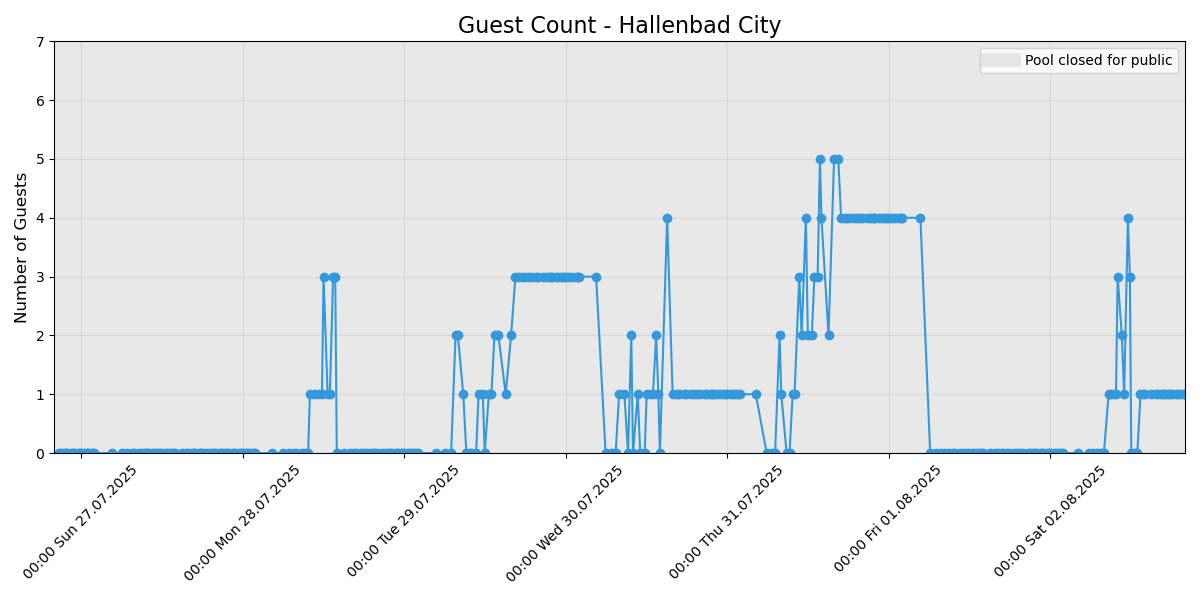 Guest Count - Hallenbad City
Pool closed for public
Number of Guests
7
6
5
4
3
2
1
0
00:00 Sun 27.07.2025
00:00 Mon 28.07.2025
00:00 Tue 29.07.2025
00:00 Wed 30.07.2025
00:00 Thu 31.07.2025
00:00 Fri 01.08.2025
00:00 Sat 02.08.2025